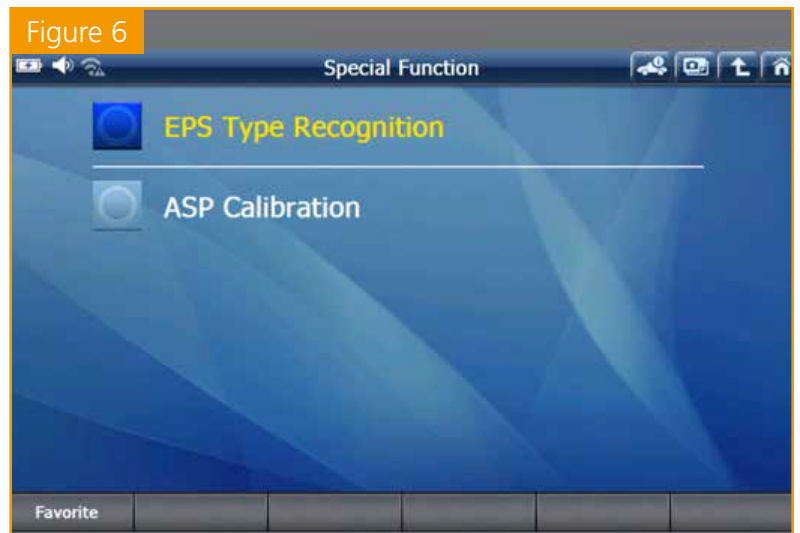 Figure 6
Special Function
EPS Type Recognition
ASP Calibration
Favorite